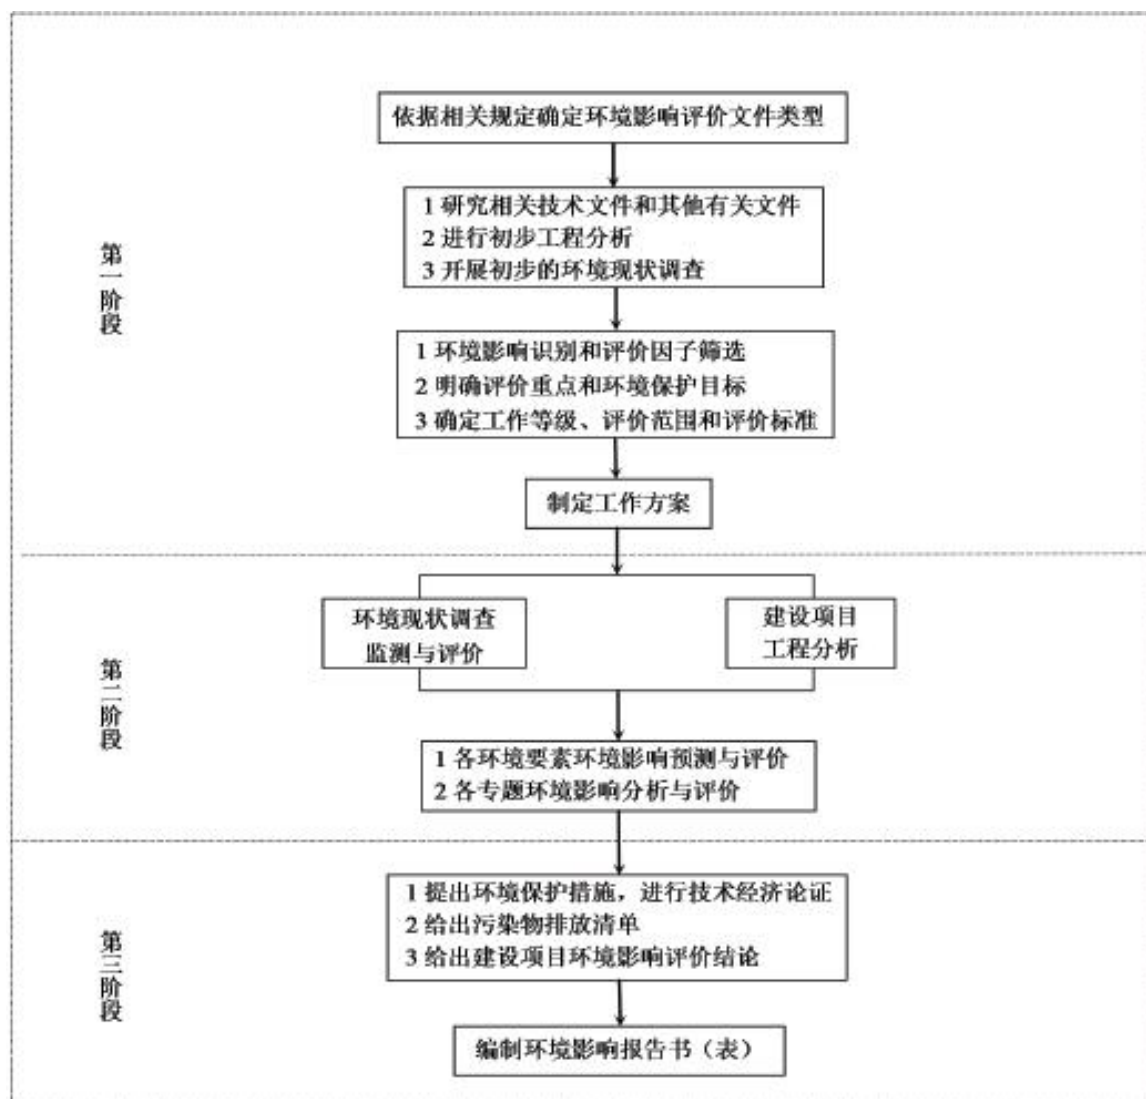 依据相关规定确定环境影响评价文件类型
1 研究相关技术文件和其他有关文件
2 进行初步工程分析
3 开展初步的环境现状调查
第一阶段
1 环境影响识别和评价因子筛选
2 明确评价重点和环境保护目标
3 确定工作等级、评价范围和评价标准
制定工作方案
环境现状调查
监测与评价
建设项目
工程分析
第二阶段
1 各环境要素环境影响预测与评价
2 各专题环境影响分析与评价
1 提出环境保护措施，进行技术经济论证
2 给出污染物排放清单
3 给出建设项目环境影响评价结论
第三阶段
编制环境影响报告书（表）